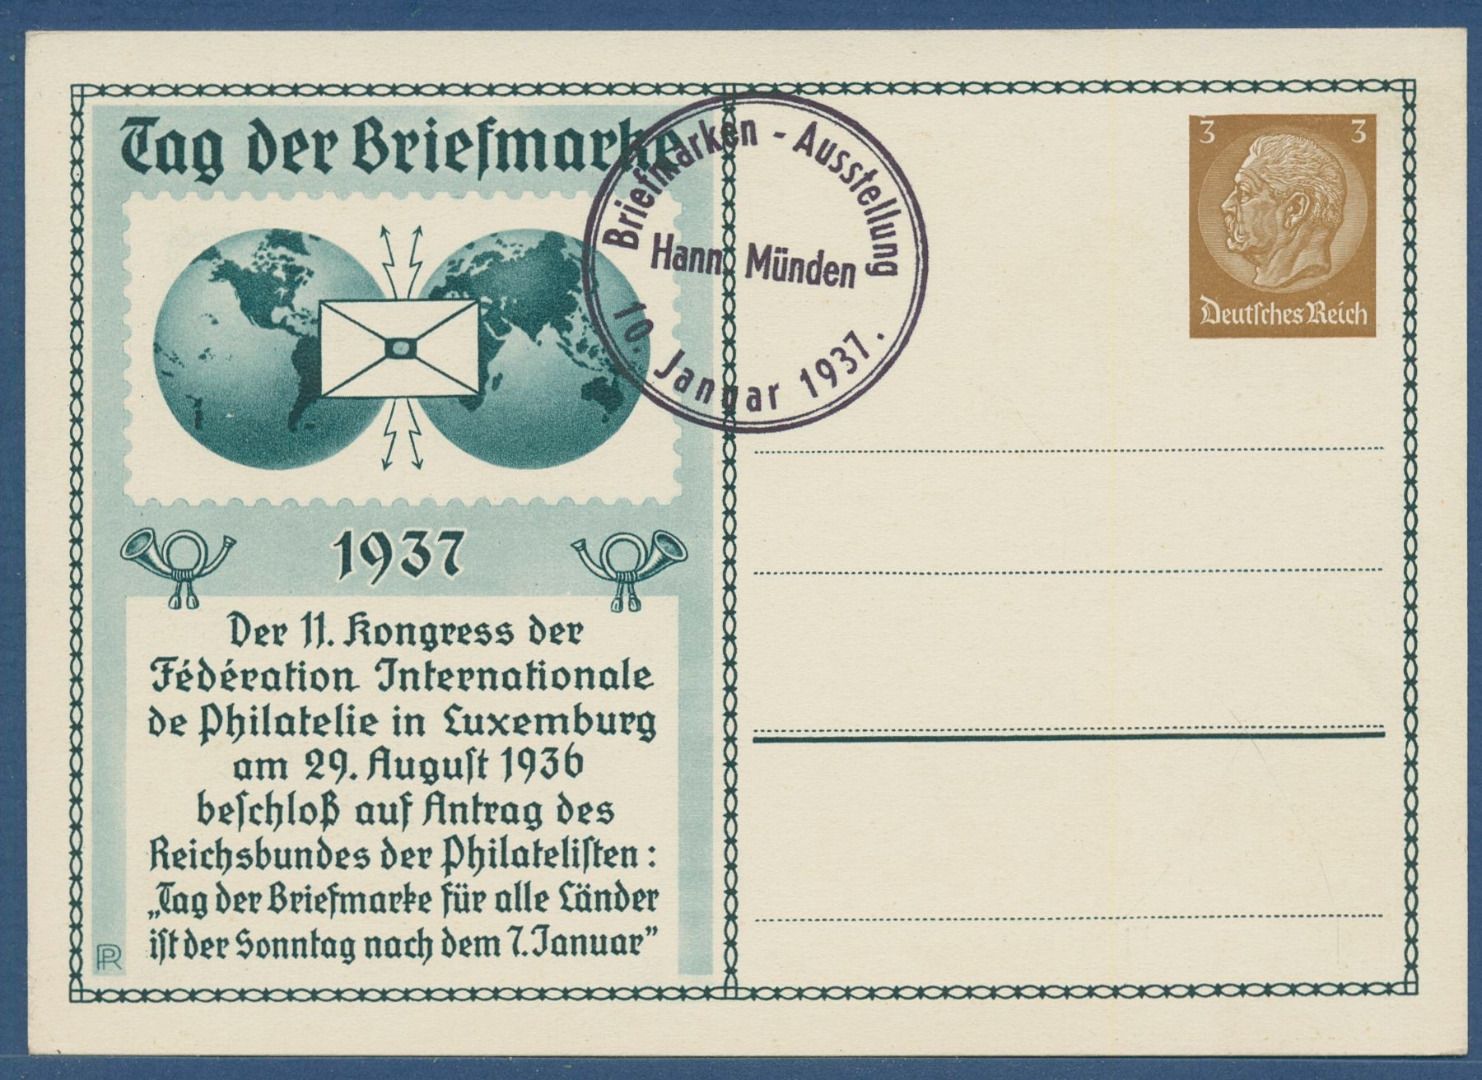 Tag der Briefmarke
1937
Der 11. Kongress der
Fédération Internationale
de Philatelie in Luxemburg
am 29. August 1936
beschloß auf Antrag des
Reichsbundes der Philatelisten:
„Tag der Briefmarke für alle Länder
ist der Sonntag nach dem 7. Januar”
PR
Briefmarken - Ausstellung
Hann. Münden
10. Januar 1937.
3 3
Deutsches Reich